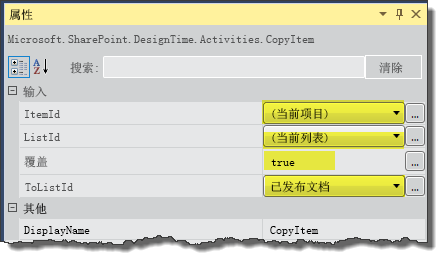 属性
Microsoft.SharePoint.DesignTime.Activities.CopyItem
搜索: 清除
输入
ItemId (当前项目) ...
ListId (当前列表) ...
覆盖 true ...
ToListId 已发布文档 ...
其他
DisplayName CopyItem